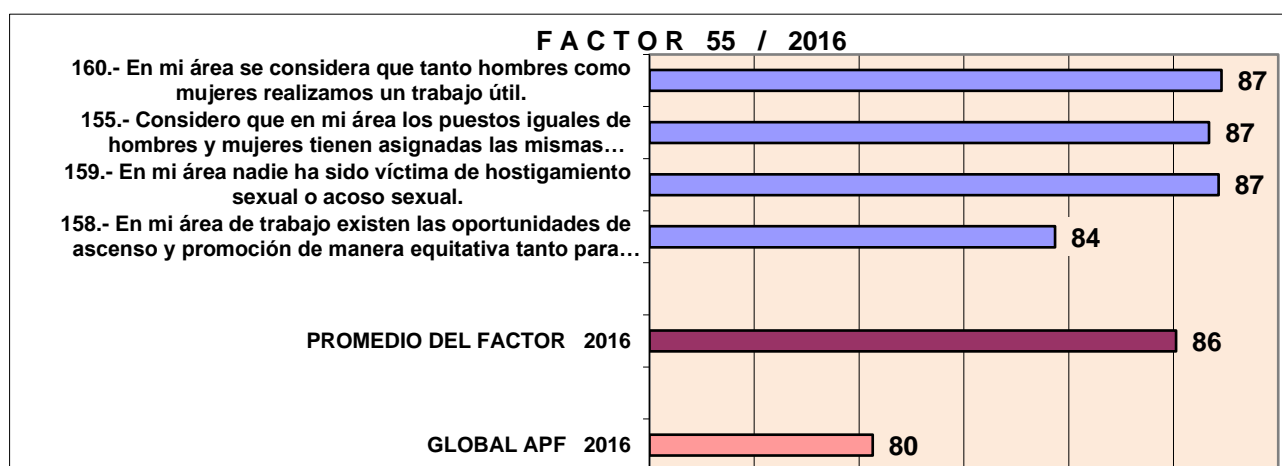 F A C T O R 55 / 2016
160.- En mi área se considera que tanto hombres como
mujeres realizamos un trabajo útil.
87
155.- Considero que en mi área los puestos iguales de
hombres y mujeres tienen asignadas las mismas…
87
159.- En mi área nadie ha sido víctima de hostigamiento
sexual o acoso sexual.
87
158.- En mi área de trabajo existen las oportunidades de
ascenso y promoción de manera equitativa tanto para…
84
PROMEDIO DEL FACTOR 2016
86
GLOBAL APF 2016
80